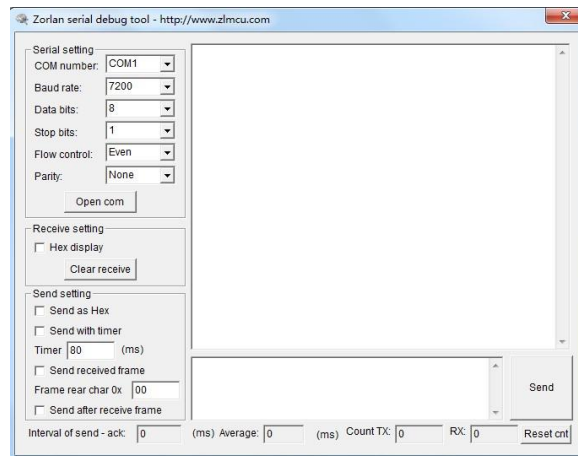 Zorlan serial debug tool - http://www.zlmcu.com
Serial setting
COM number: COM1
Baud rate: 7200
Data bits: 8
Stop bits: 1
Flow control: Even
Parity: None
Open com
Receive setting
Hex display
Clear receive
Send setting
Send as Hex
Send with timer
Timer 80 (ms)
Send received frame
Frame rear char 0x 00
Send after receive frame
Send
Interval of send - ack: 0 (ms) Average: 0 (ms) Count TX: 0 RX: 0 Reset cnt